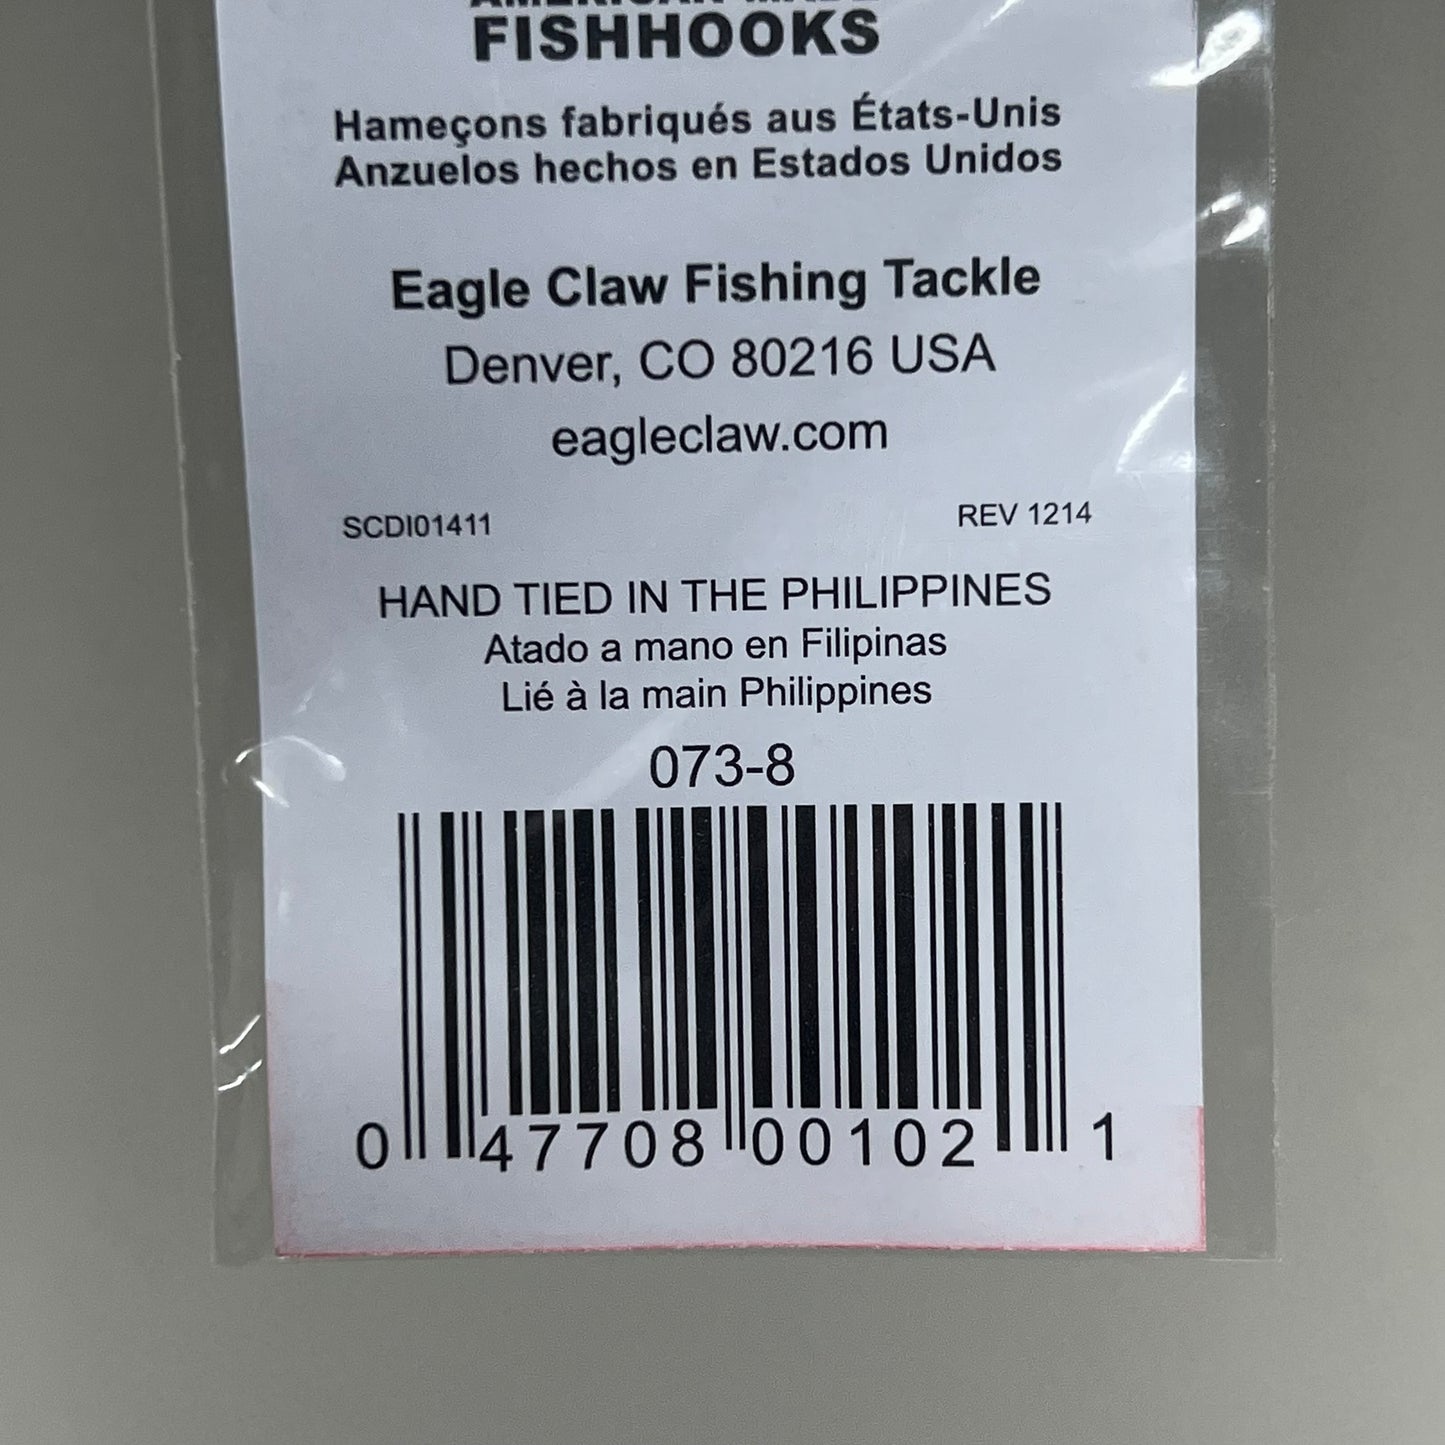 AMERICAN MADE
FISHHOOKS
Hameçons fabriqués aus États-Unis
Anzuelos hechos en Estados Unidos
Eagle Claw Fishing Tackle
Denver, CO 80216 USA
eagleclaw.com
SCDI01411 REV 1214
HAND TIED IN THE PHILIPPINES
Atado a mano en Filipinas
Lié à la main Philippines
073-8
0 47708 00102 1